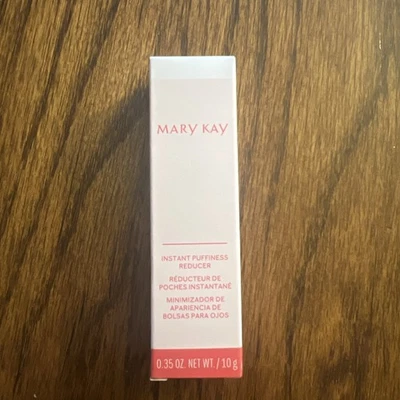 MARY KAY
INSTANT PUFFINESS
REDUCER
RÉDUCTEUR DE
POCHES INSTANTANÉ
MINIMIZADOR DE
APARIENCIA DE
BOLSAS PARA OJOS
0.35 OZ. NET WT. / 10 g